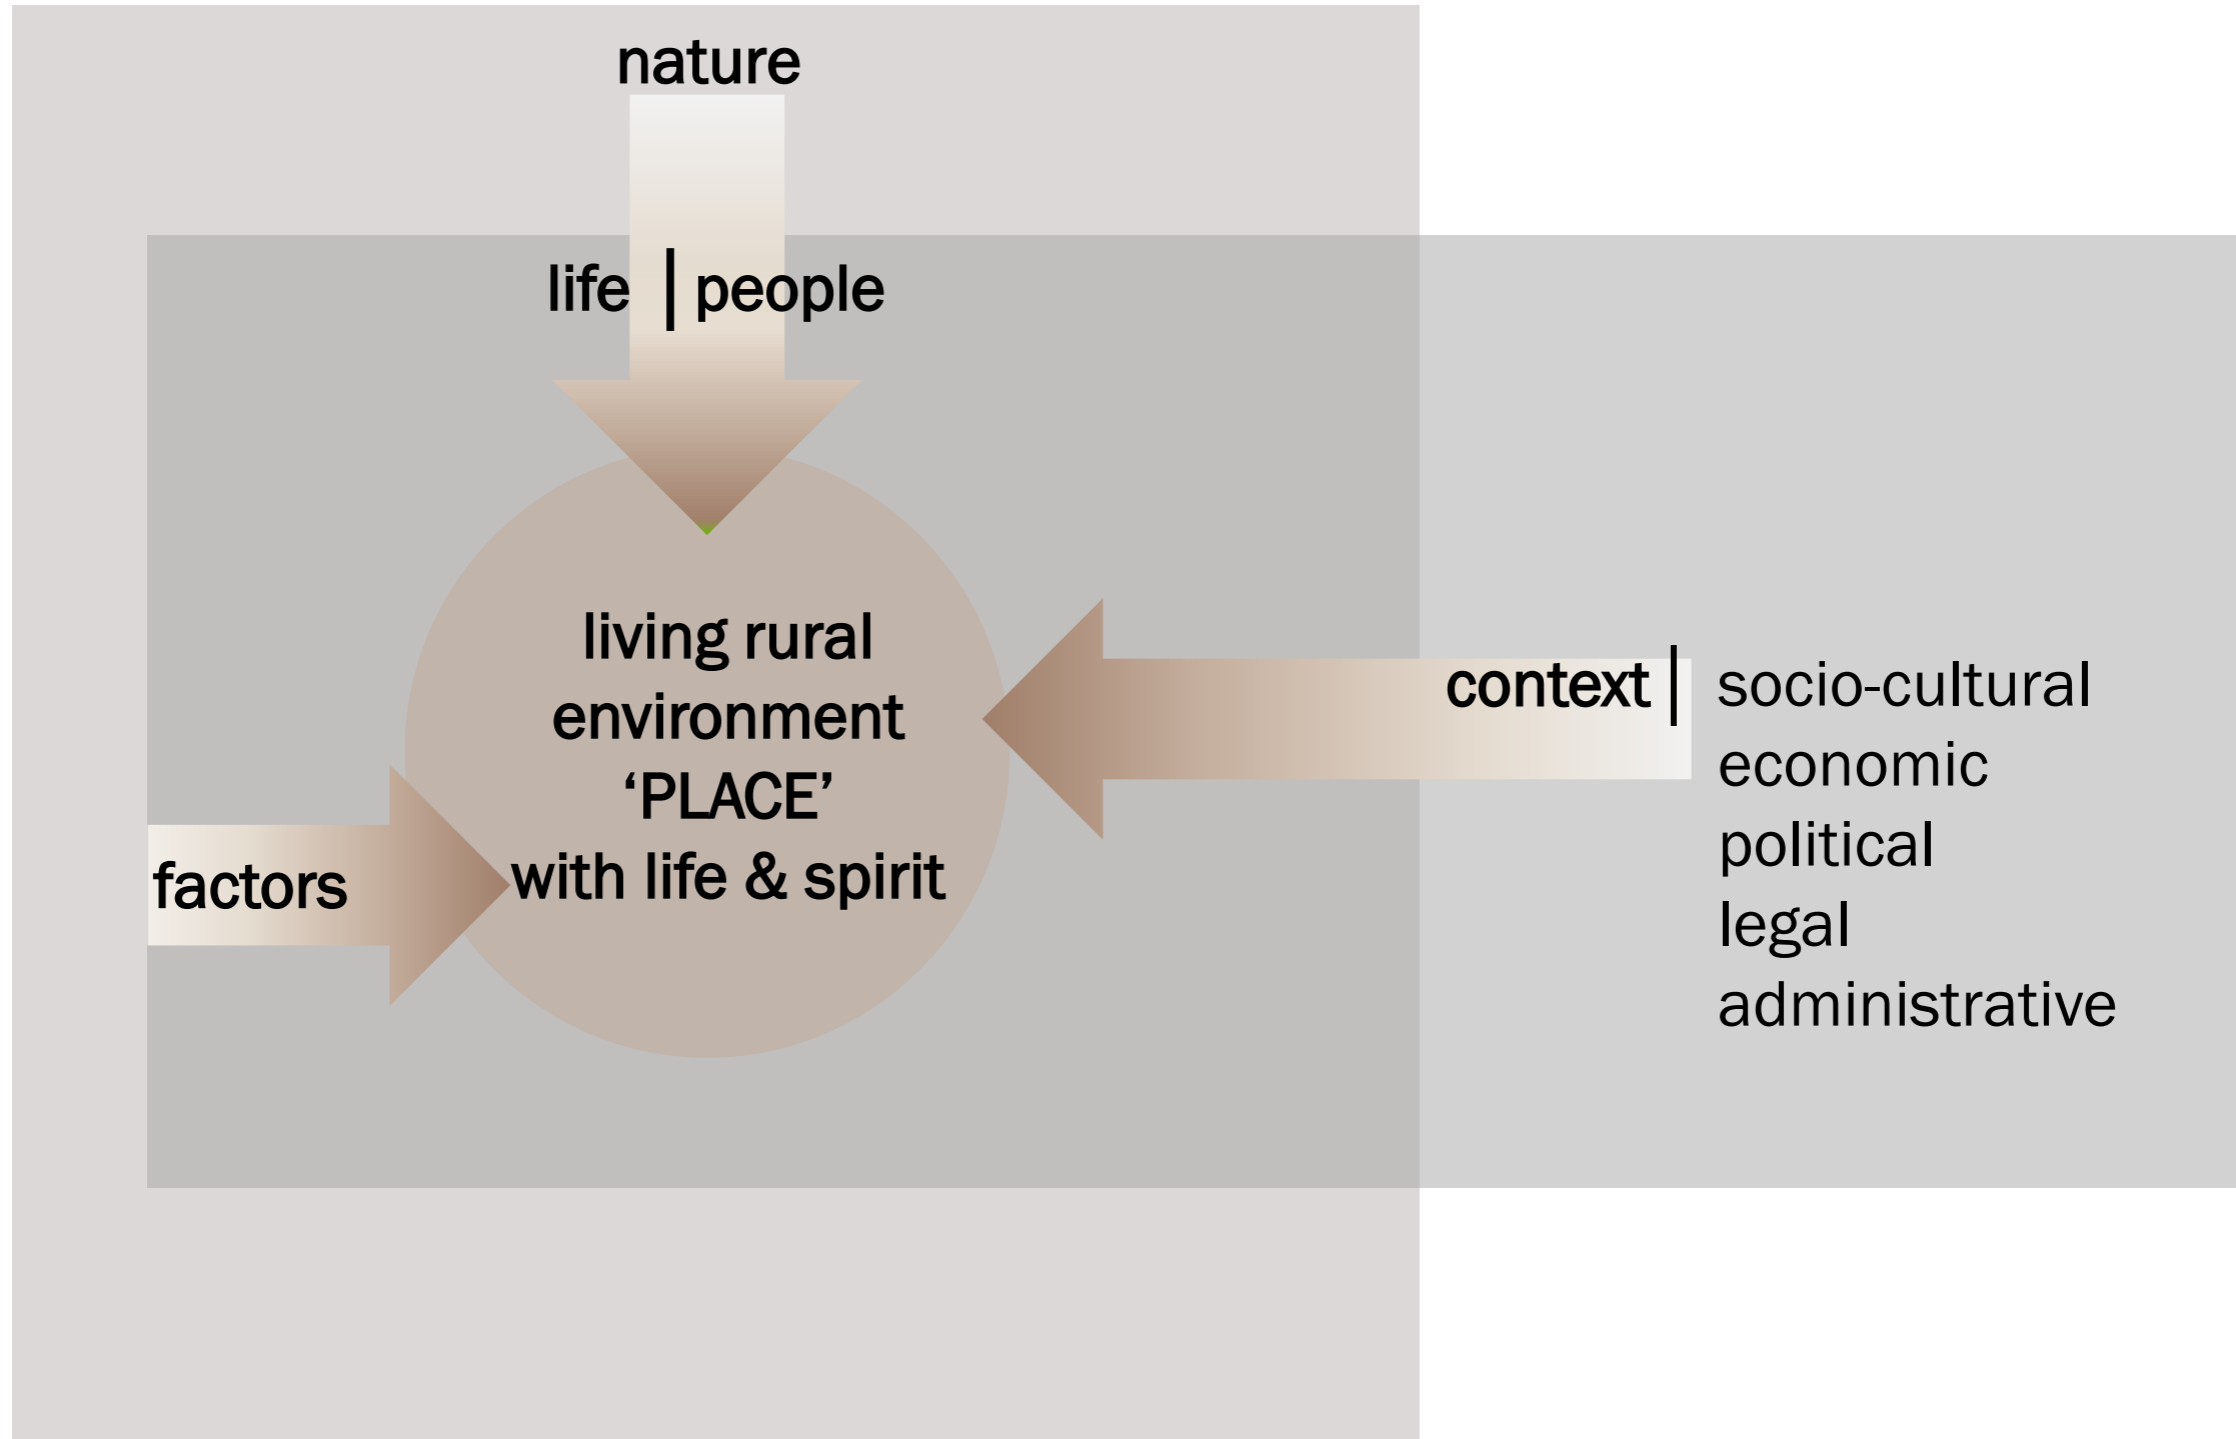 nature
life | people
living rural
environment
‘PLACE’
with life & spirit
factors
context | socio-cultural
economic
political
legal
administrative